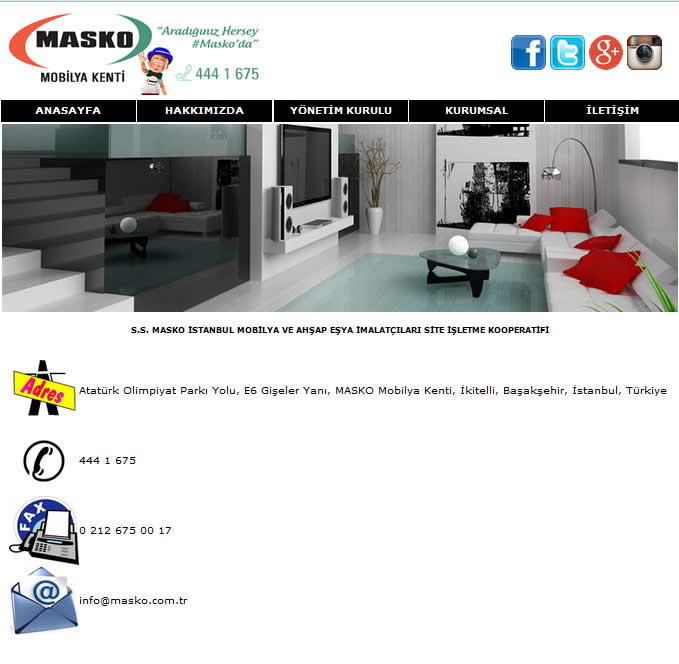 MASKO
MOBİLYA KENTİ
"Aradığınız Hersey
#Masko'da"
444 1 675
ANASAYFA HAKKIMIZDA YÖNETİM KURULU KURUMSAL İLETİŞİM
S.S. MASKO İSTANBUL MOBİLYA VE AHŞAP EŞYA İMALATÇILARI SİTE İŞLETME KOOPERATİFİ
Adres
Atatürk Olimpiyat Parkı Yolu, E6 Gişeler Yanı, MASKO Mobilya Kenti, İkitelli, Başakşehir, İstanbul, Türkiye
444 1 675
FAX
0 212 675 00 17
@
info@masko.com.tr